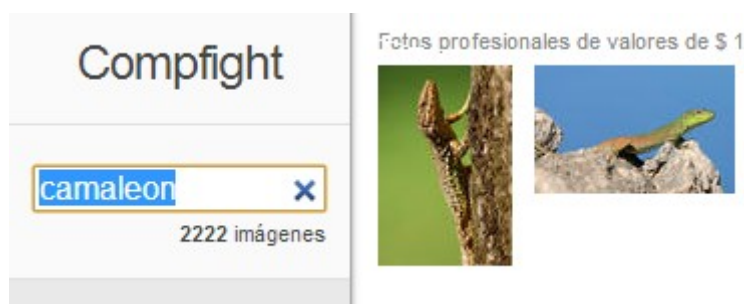 Compfight
camaleon
2222 imágenes
Fotos profesionales de valores de $ 1